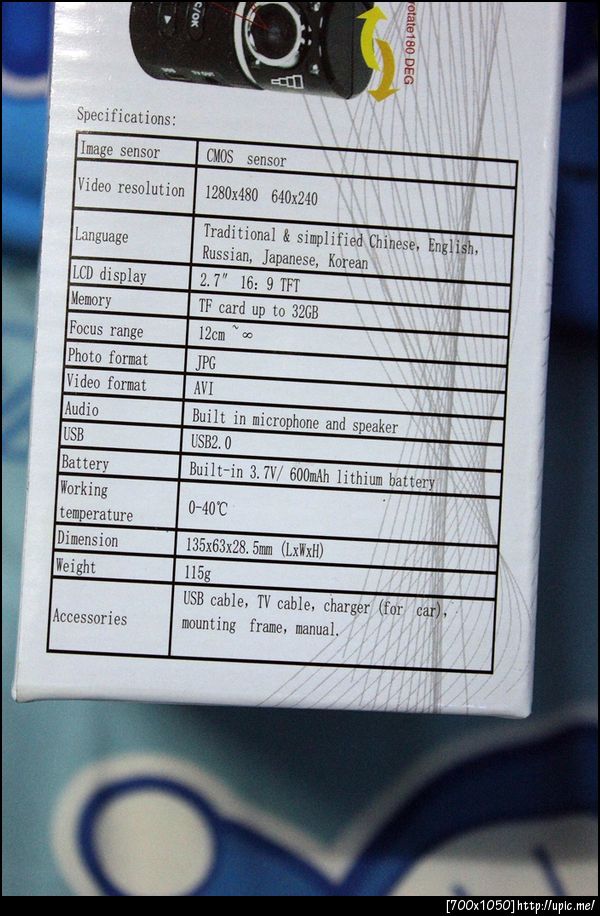 C/OK
rotate180 DEG
Specifications:
Image sensor CMOS sensor
Video resolution 1280x480 640x240
Language Traditional & simplified Chinese, English,
Russian, Japanese, Korean
LCD display 2.7" 16: 9 TFT
Memory TF card up to 32GB
Focus range 12cm ~∞
Photo format JPG
Video format AVI
Audio Built in microphone and speaker
USB USB2.0
Battery Built-in 3.7V/ 600mAh lithium battery
Working
temperature 0-40℃
Dimension 135x63x28.5mm (LxWxH)
Weight 115g
Accessories USB cable, TV cable, charger (for car),
mounting frame, manual.
[700x1050]http://upic.me/